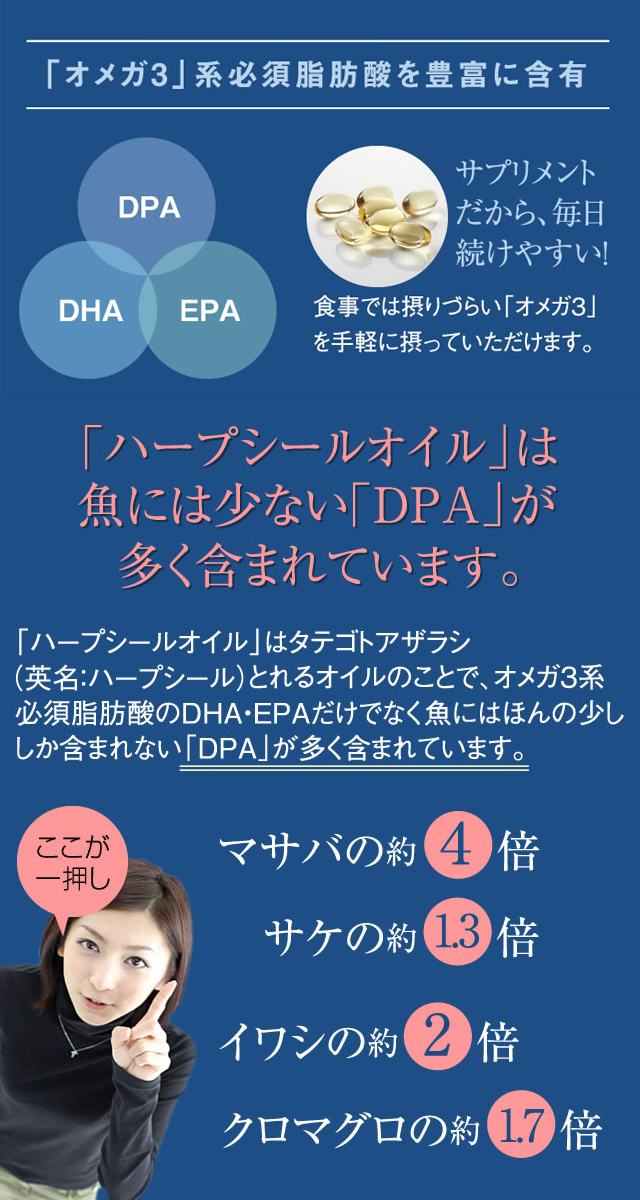 「オメガ3」系必須脂肪酸を豊富に含有
DPA
DHA
EPA
サプリメント
だから、毎日
続けやすい!
食事では摂りづらい「オメガ3」
を手軽に摂っていただけます。
「ハープシールオイル」は
魚には少ない「DPA」が
多く含まれています。
「ハープシールオイル」はタテゴトアザラシ
(英名:ハープシール)とれるオイルのことで、オメガ3系
必須脂肪酸のDHA・EPAだけでなく魚にはほんの少し
しか含まれない「DPA」が多く含まれています。
ここが
一押し
マサバの約4倍
サケの約1.3倍
イワシの約2倍
クロマグロの約1.7倍